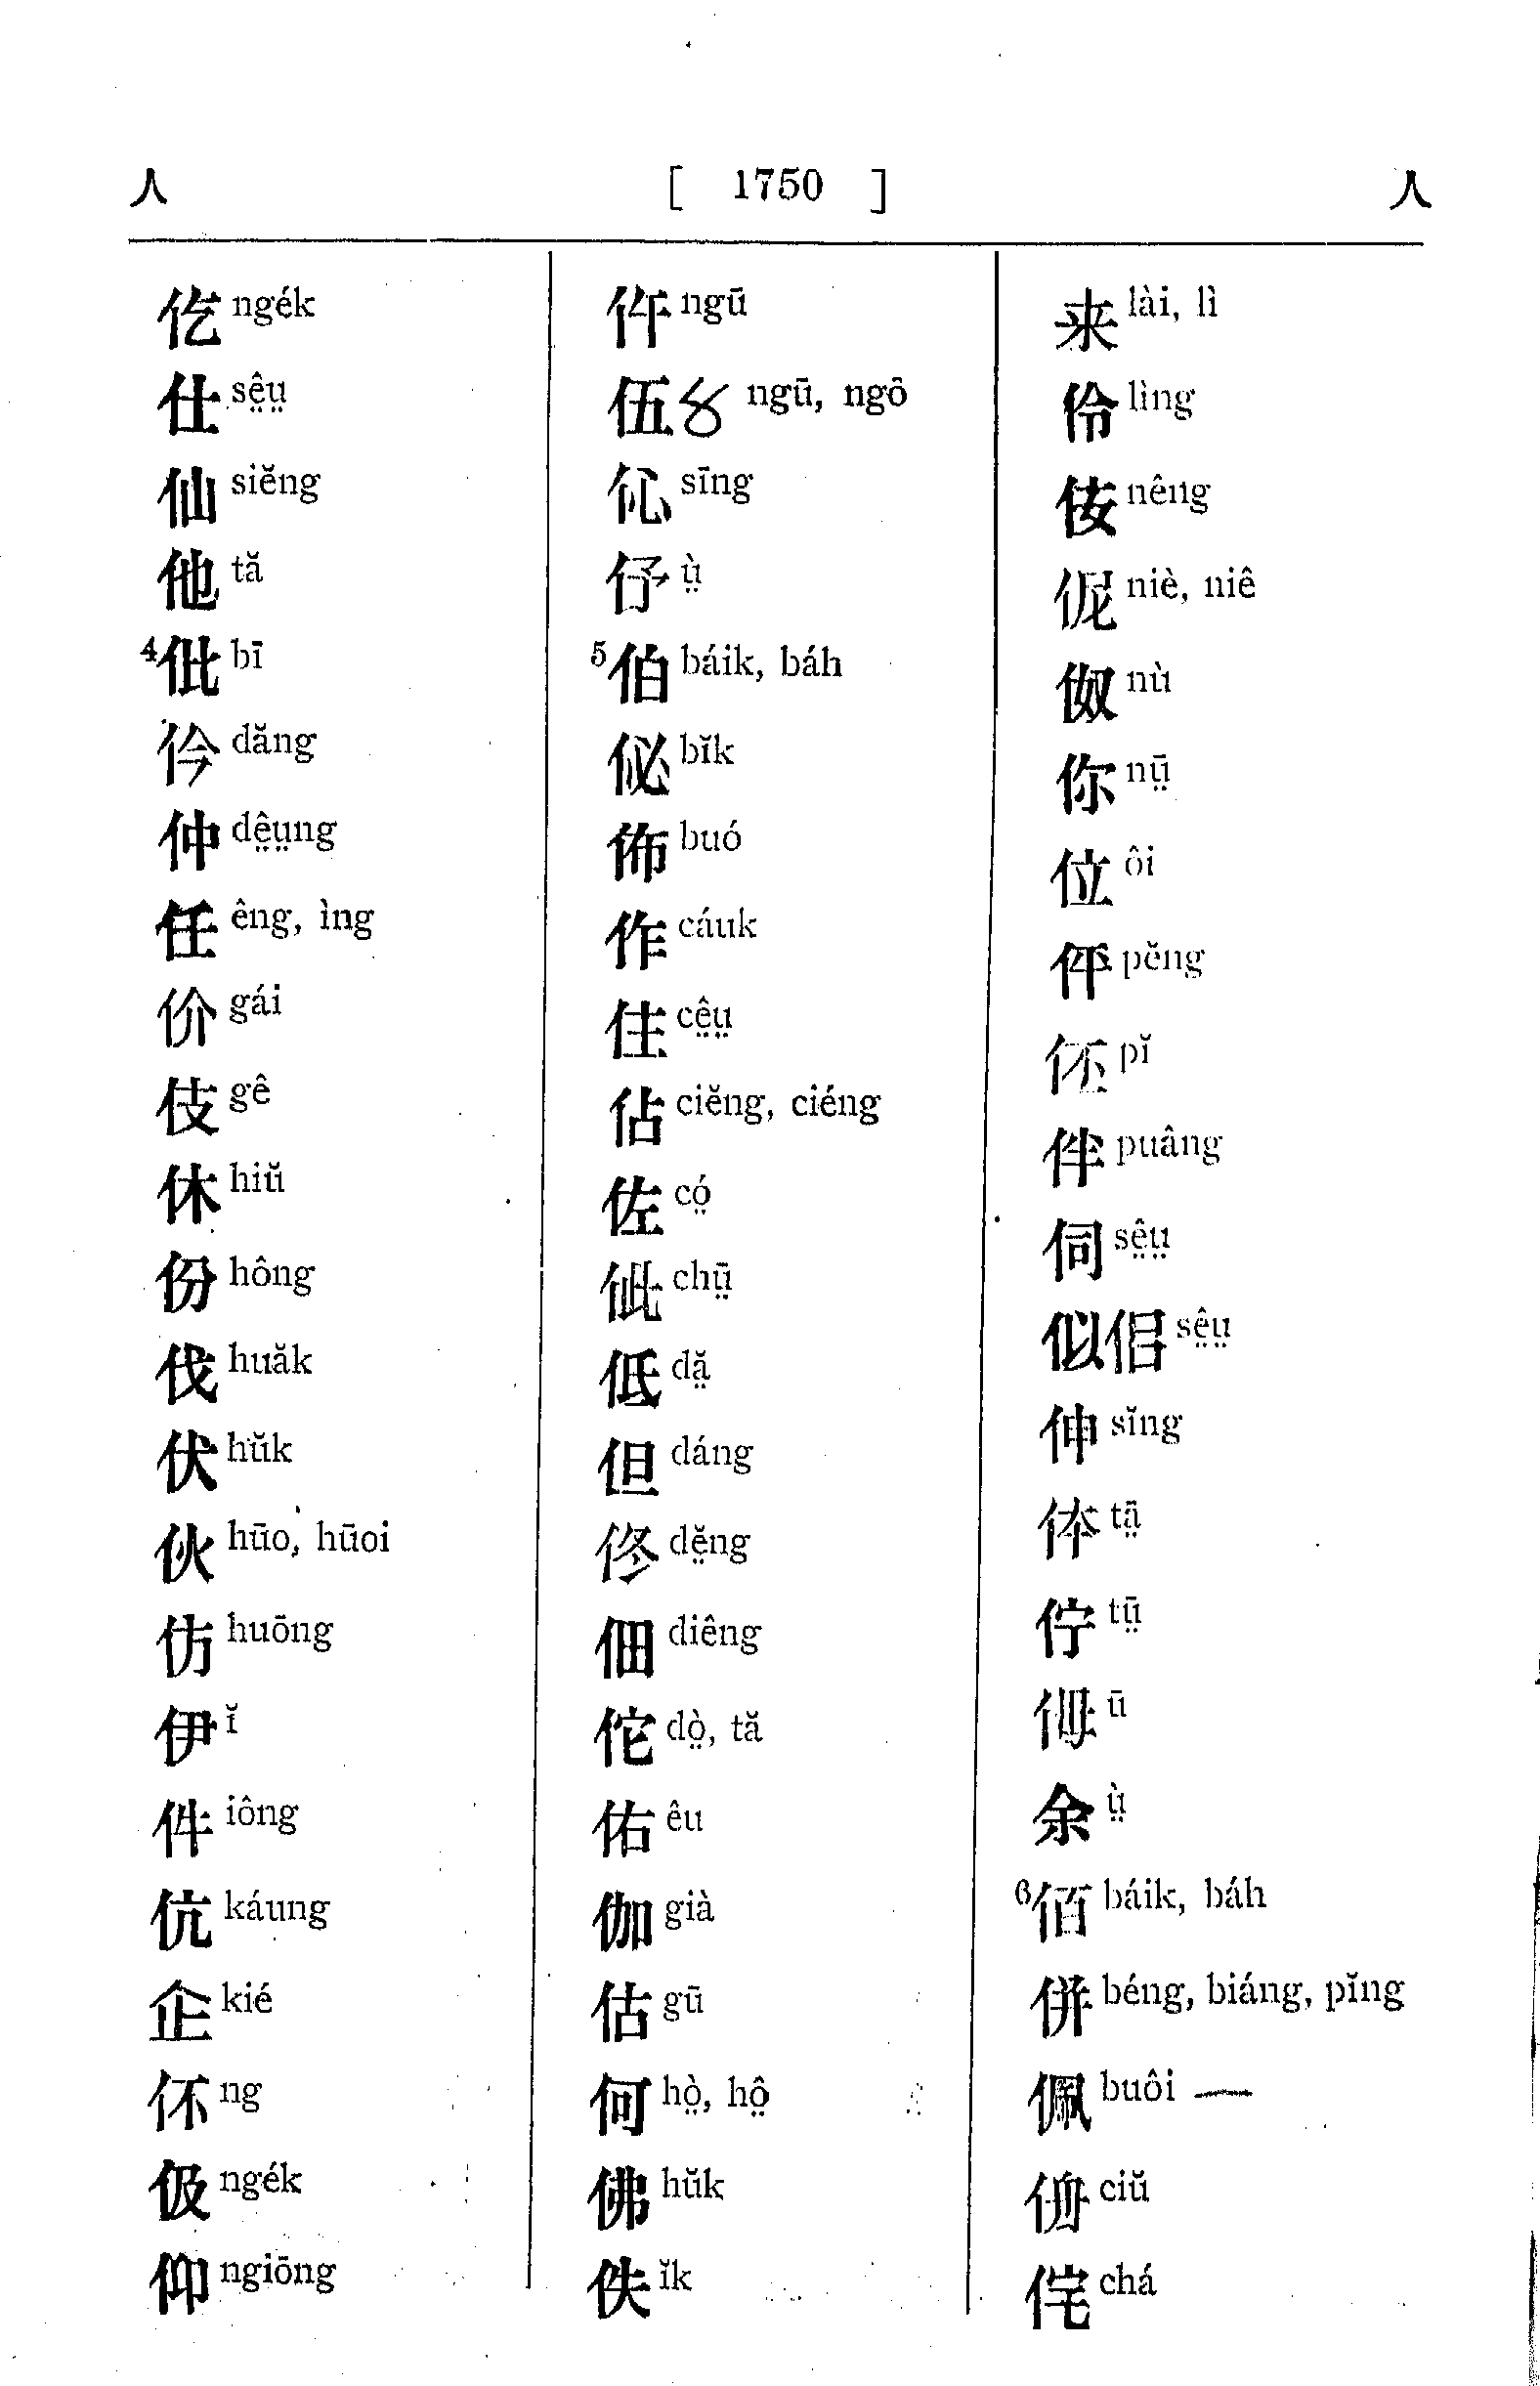 人 [ 1750 ] 人
仡 ngék
仕 sê̤ṳ
仙 siĕng
他 tă
4 仳 bī
仱 dăng
仲 dê̤ṳng
任 êng, ìng
价 gái
伎 gê
休 hiŭ
份 hông
伐 huăk
伏 hŭk
伙 hūo, hūoi
仿 huōng
伊 ĭ
件 iông
伉 káung
企 kié
伓 ng
伋 ngék
仰 ngiōng
仵 ngū
伍 ngū, ngô
伈 sīng
伃 ṳ̀
5 伯 báik, báh
佖 bĭk
佈 buó
作 cáuk
住 cê̤ṳ
佔 ciĕng, ciéng
佐 có̤
佌 chṳ̄
低 dă̤
但 dáng
佟 dĕ̤ng
佃 diêng
佗 dò̤, tă
佑 êu
伽 già
估 gū
何 hò̤, hô̤
佛 hŭk
佚 ĭk
来 lài, lì
伶 lìng
nêng
伲 niè, niê
伮 nù
你 nṳ̄
位 ôi
伻 pĕng
伾 pĭ
伴 puâng
伺 sê̤ṳ
似佀 sê̤ṳ
伸 sĭng
体 tā̤
佇 tṳ̄
𠈬 ū
余 ṳ̀
6 佰 báik, báh
併 béng, biáng, pĭng
佩 buôi —
侜 ciŭ
侘 chá